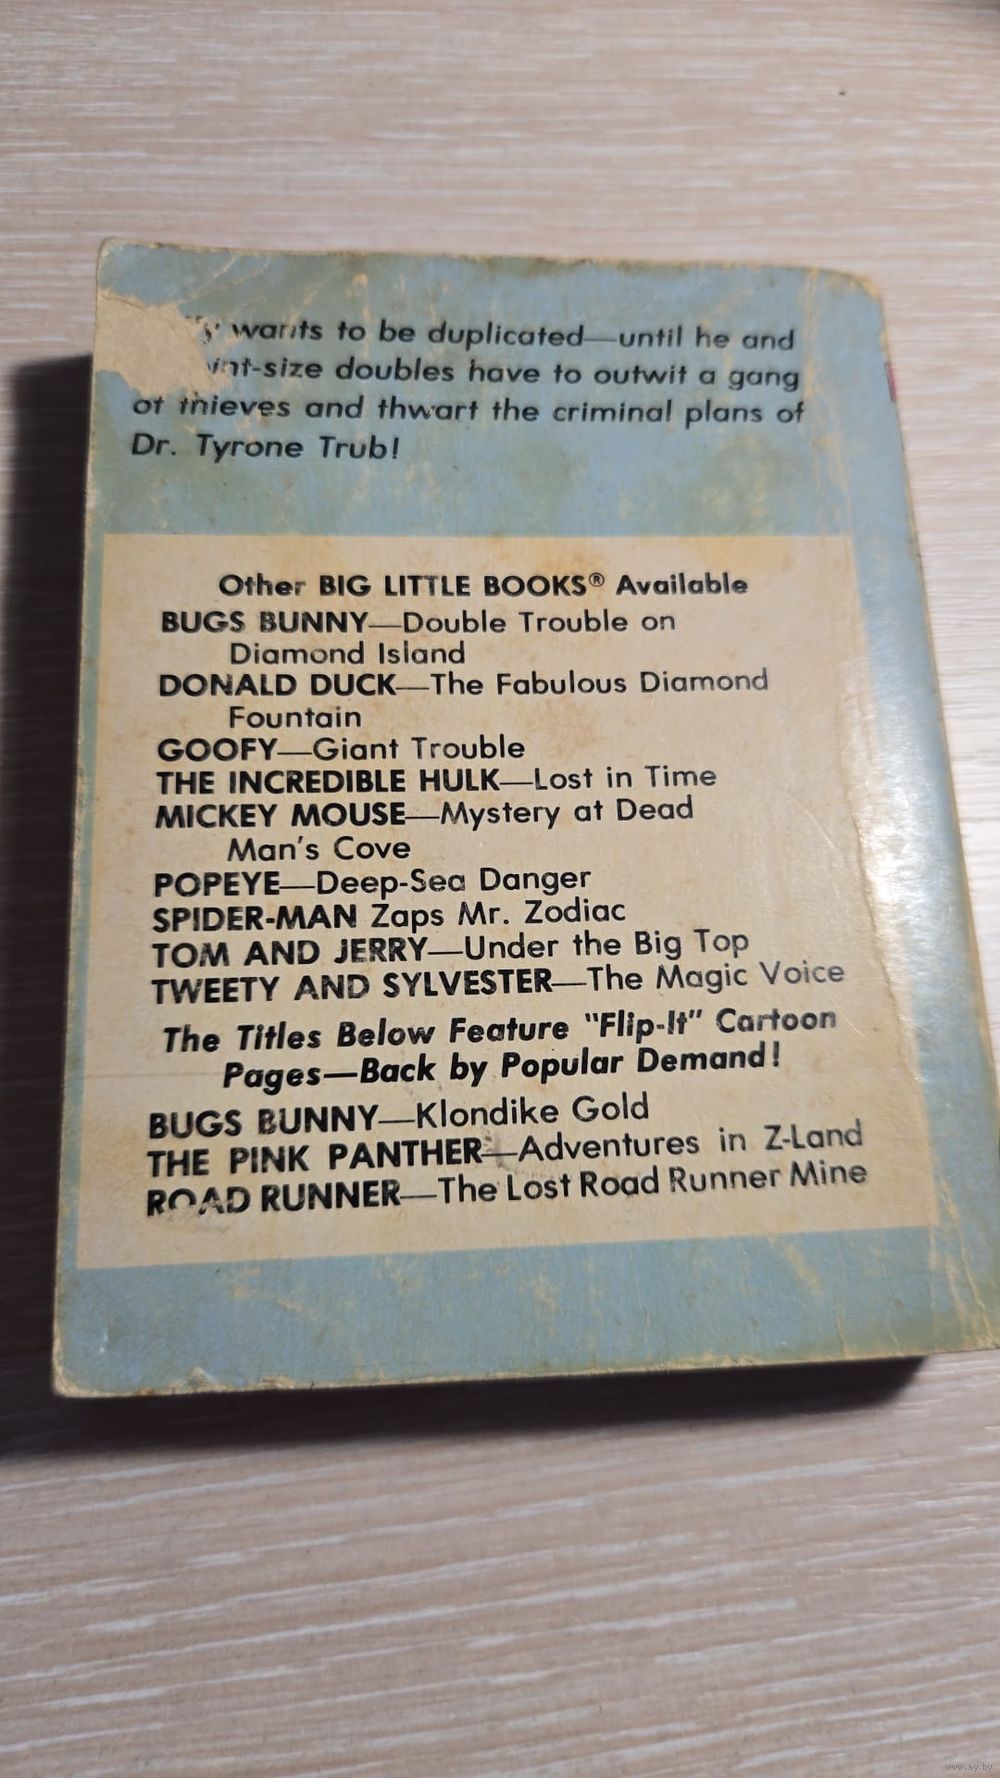 wants to be duplicated—until he and
doubles have to outwit a gang
of thieves and thwart the criminal plans of
Dr. Tyrone Trub!
Other BIG LITTLE BOOKS® Available
BUGS BUNNY—Double Trouble on
Diamond Island
DONALD DUCK—The Fabulous Diamond
Fountain
GOOFY—Giant Trouble
THE INCREDIBLE HULK—Lost in Time
MICKEY MOUSE—Mystery at Dead
Man's Cove
POPEYE—Deep-Sea Danger
SPIDER-MAN Zaps Mr. Zodiac
TOM AND JERRY—Under the Big Top
TWEETY AND SYLVESTER—The Magic Voice
The Titles Below Feature "Flip-It" Cartoon
Pages—Back by Popular Demand!
BUGS BUNNY—Klondike Gold
THE PINK PANTHER—Adventures in Z-Land
ROAD RUNNER—The Lost Road Runner Mine
www.ay.by